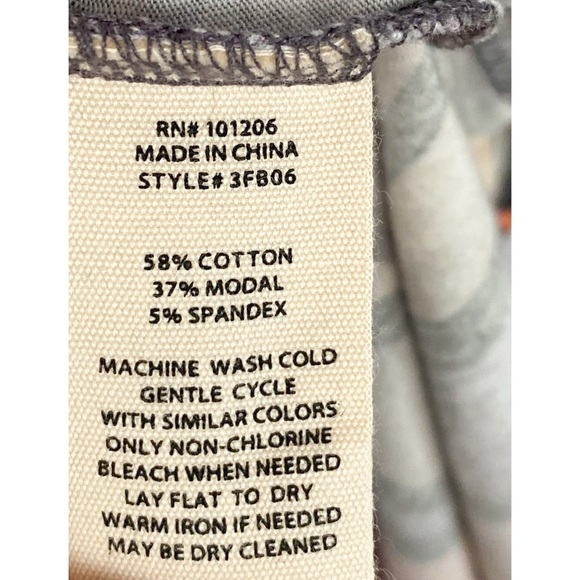 RN# 101206
MADE IN CHINA
STYLE# 3FB06
58% COTTON
37% MODAL
5% SPANDEX
MACHINE WASH COLD
GENTLE CYCLE
WITH SIMILAR COLORS
ONLY NON-CHLORINE
BLEACH WHEN NEEDED
LAY FLAT TO DRY
WARM IRON IF NEEDED
MAY BE DRY CLEANED